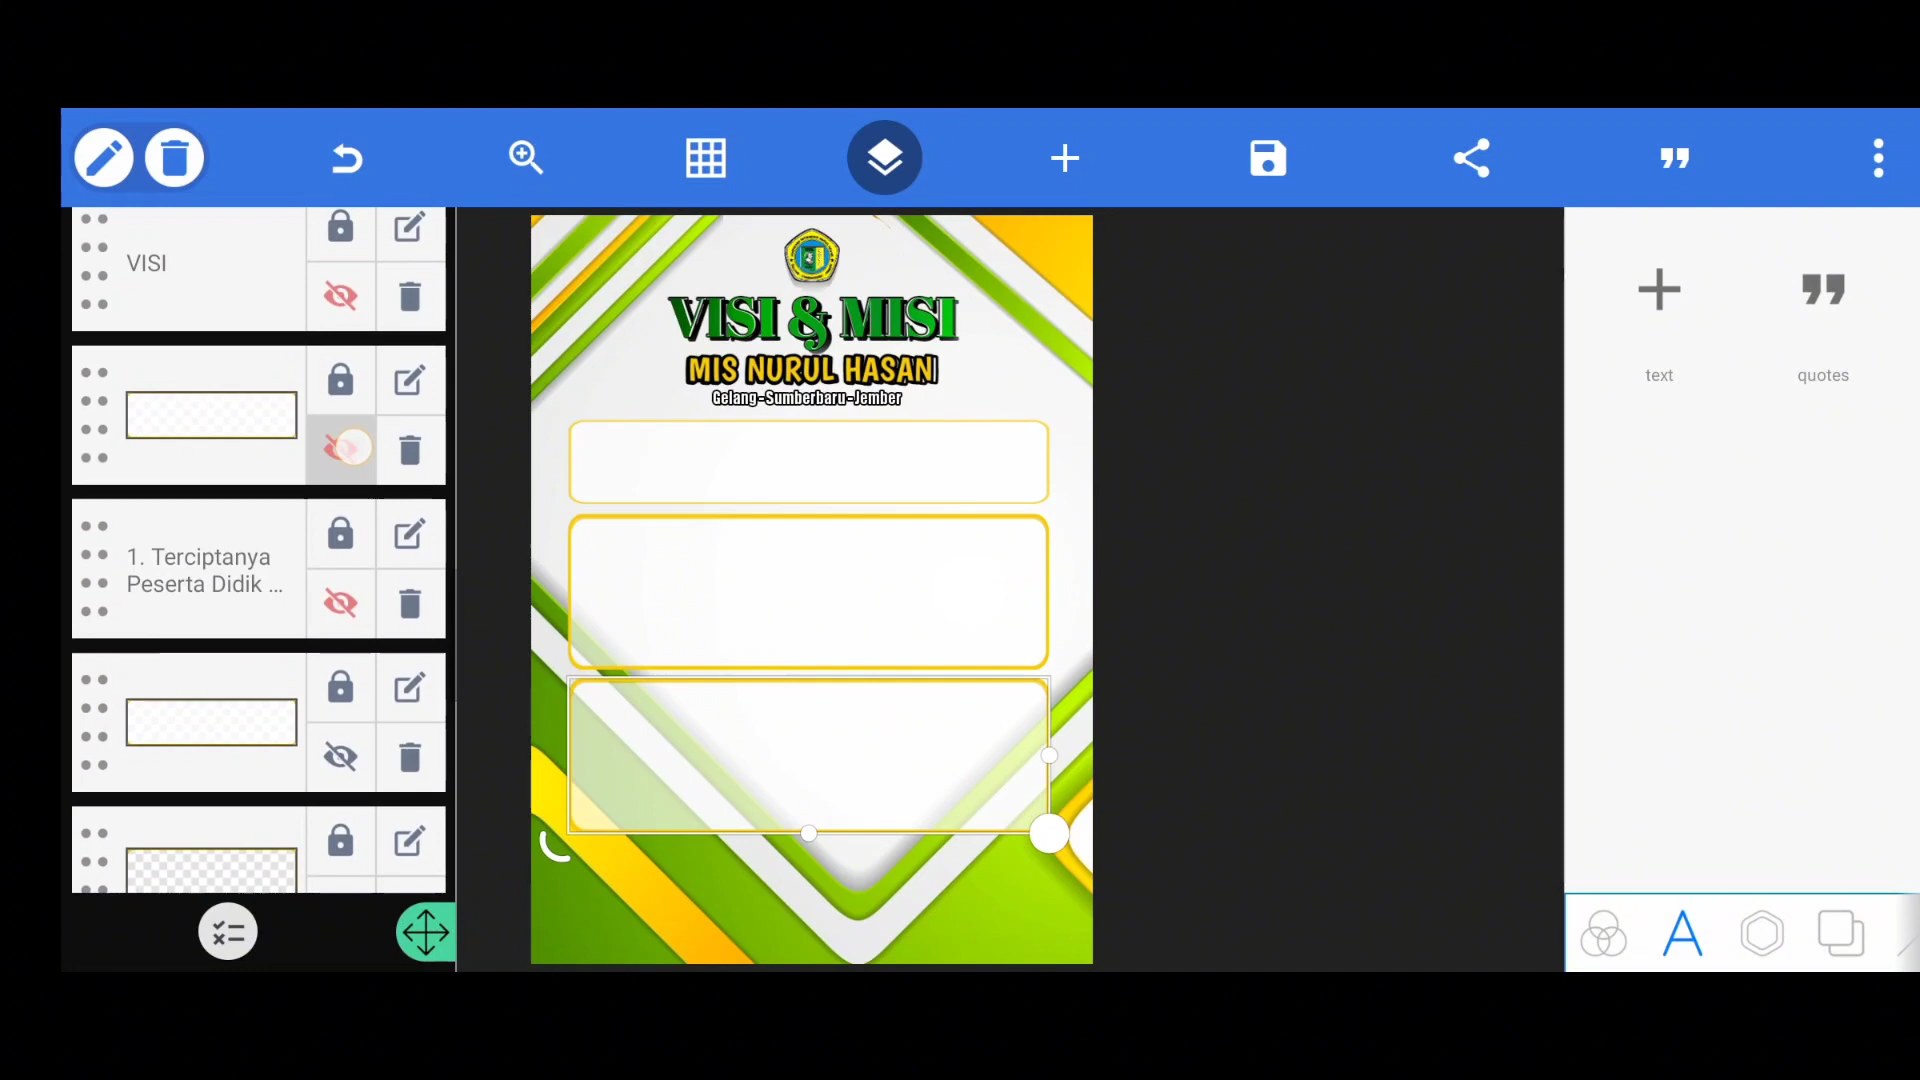 VISI
1. Terciptanya
Peserta Didik ...
VISI & MISI
MIS NURUL HASAN
Gelang-Sumberbaru-Jember
text
quotes